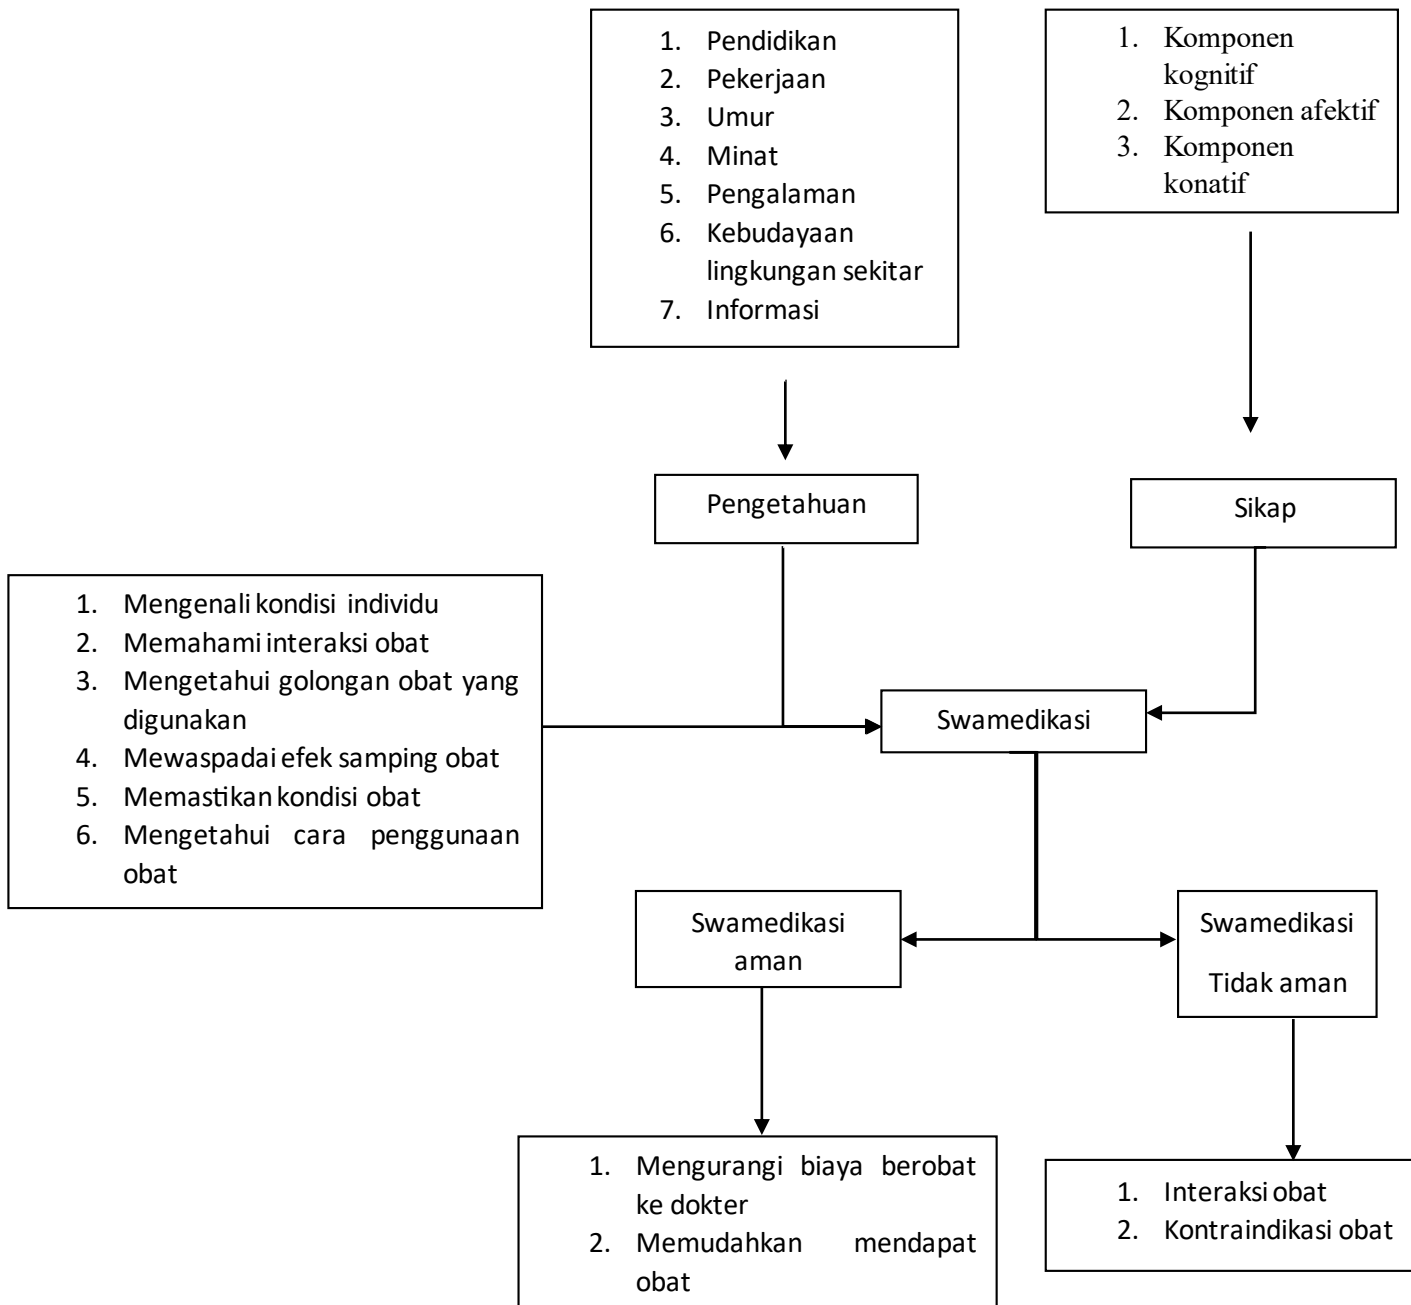 1. Pendidikan
2. Pekerjaan
3. Umur
4. Minat
5. Pengalaman
6. Kebudayaan
lingkungan sekitar
7. Informasi
1. Komponen
kognitif
2. Komponen afektif
3. Komponen
konatif
Pengetahuan
Sikap
1. Mengenali kondisi individu
2. Memahami interaksi obat
3. Mengetahui golongan obat yang
digunakan
4. Mewaspadai efek samping obat
5. Memastikan kondisi obat
6. Mengetahui cara penggunaan
obat
Swamedikasi
Swamedikasi
aman
Swamedikasi
Tidak aman
1. Mengurangi biaya berobat
ke dokter
2. Memudahkan mendapat
obat
1. Interaksi obat
2. Kontraindikasi obat